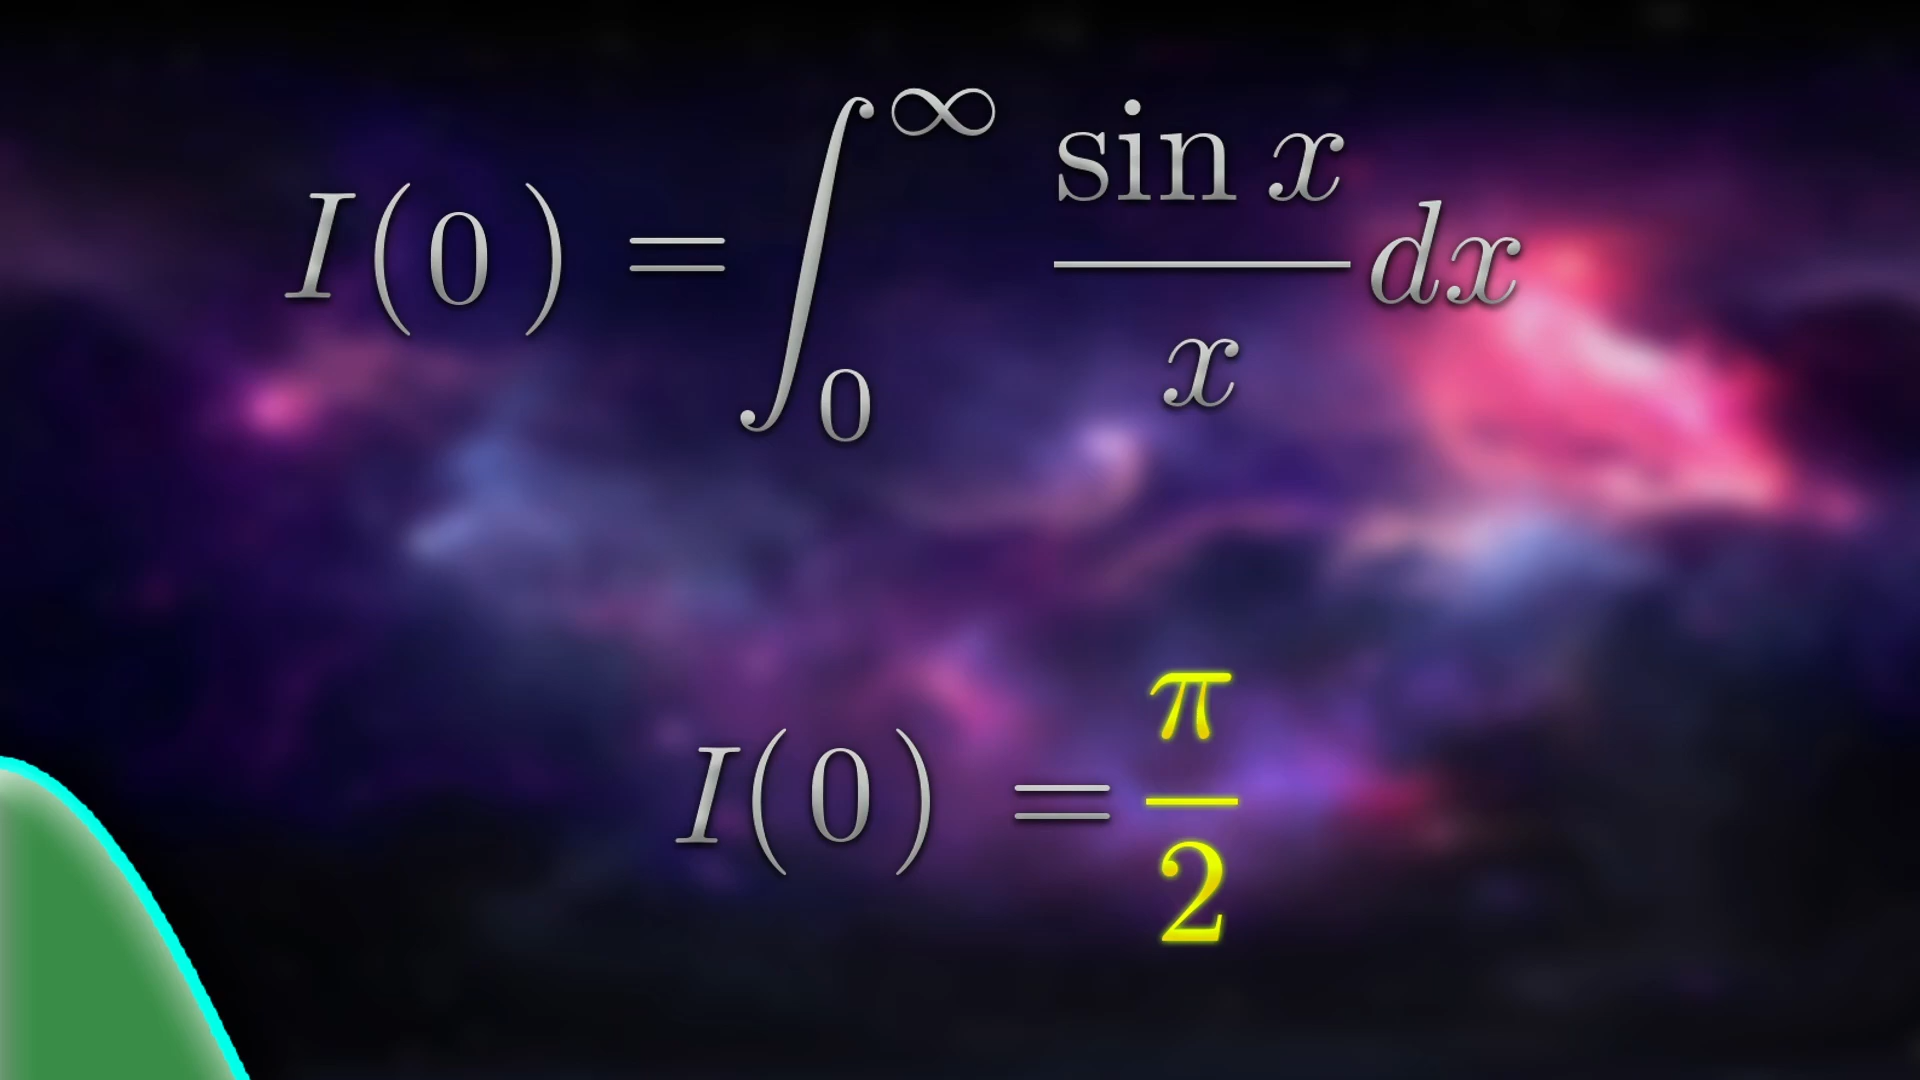 I(0) = ∫₀^∞ sin x / x dx
I(0) = π/2